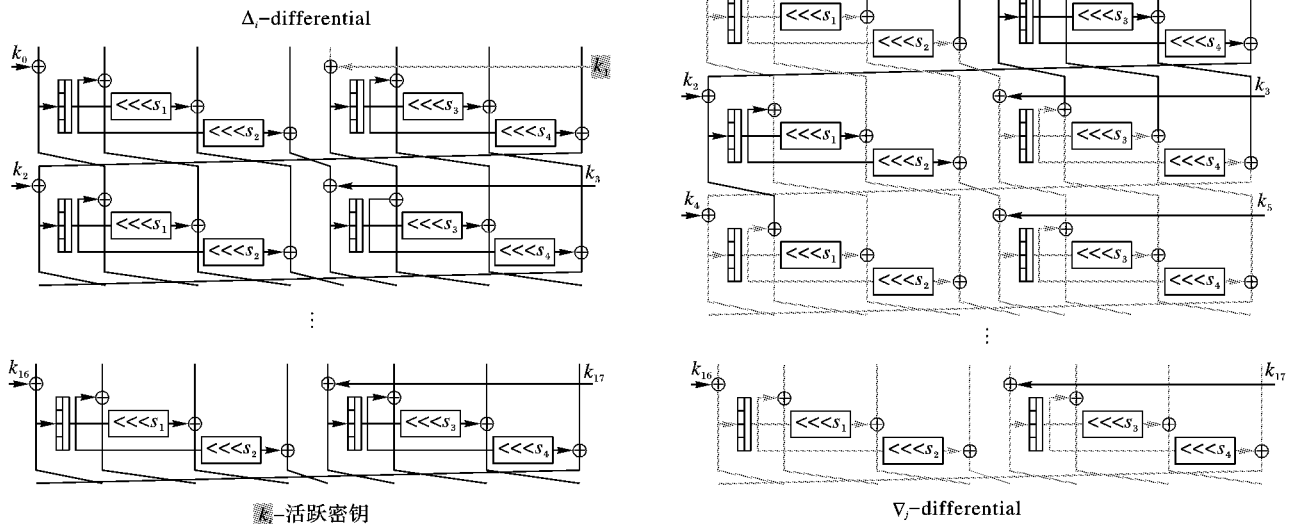 Δᵢ-differential
k₀ k₁
<<<s₁ <<<s₃
<<<s₂ <<<s₄
k₂ k₃
<<<s₁ <<<s₃
<<<s₂ <<<s₄
⋮
k₁₆ k₁₇
<<<s₁ <<<s₃
<<<s₂ <<<s₄
kᵢ-活跃密钥
<<<s₁ <<<s₃
<<<s₂ <<<s₄
k₂ k₃
<<<s₁ <<<s₃
<<<s₂ <<<s₄
k₄ k₅
<<<s₁ <<<s₃
<<<s₂ <<<s₄
⋮
k₁₆ k₁₇
<<<s₁ <<<s₃
<<<s₂ <<<s₄
∇ⱼ-differential